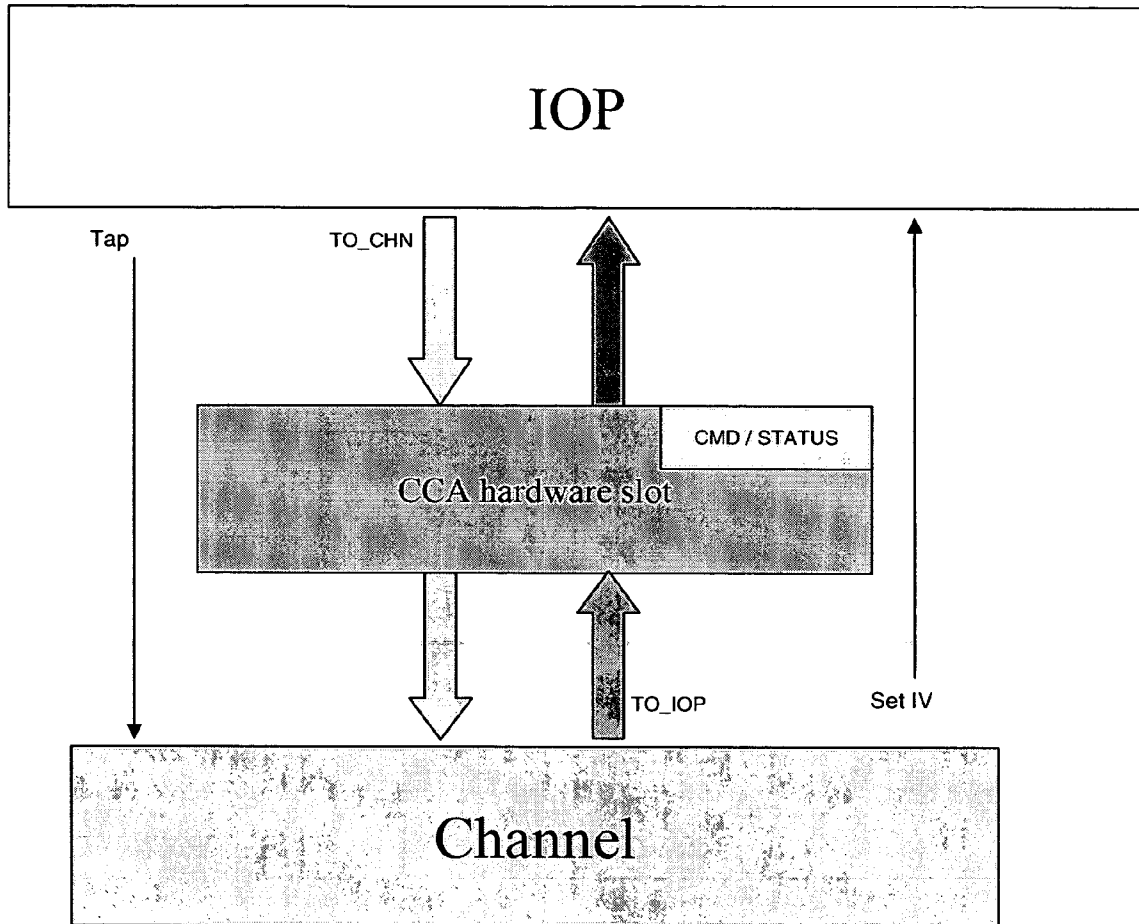 IOP
Tap
TO_CHN
CMD / STATUS
CCA hardware slot
TO_IOP
Set IV
Channel